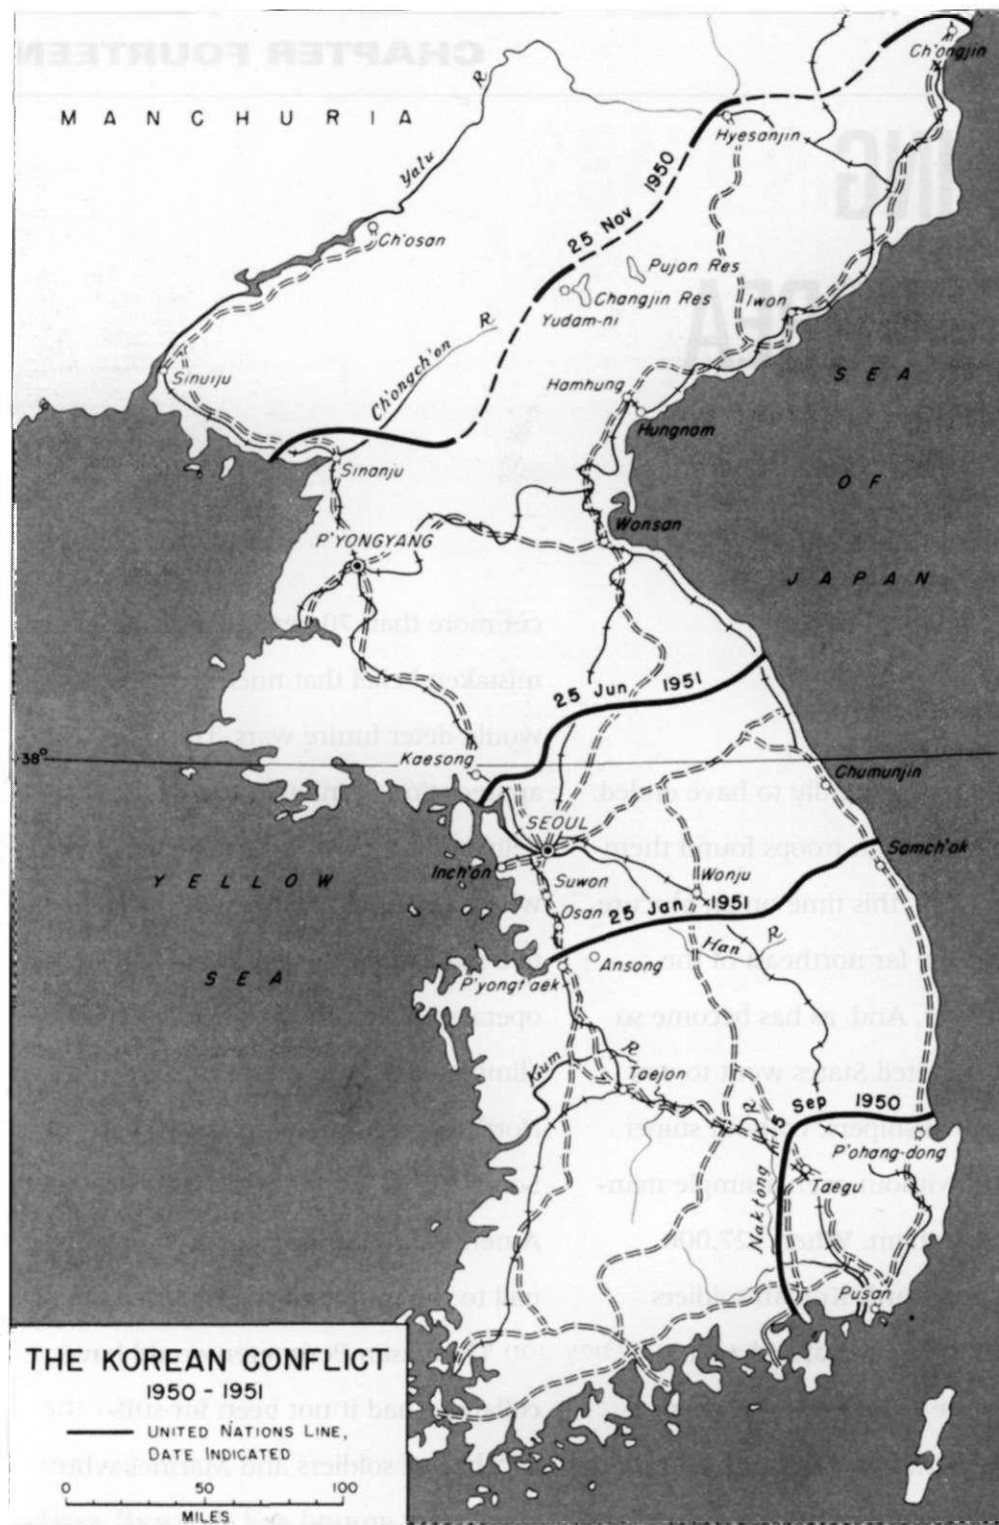 CHAPTER FOURTEEN
Ch'ongjin
MANCHURIA
R
Yalu
Hyesanjin
25 Nov 1950
Ch'osan
Pujon Res
Changjin Res
Yudam-ni
Iwon
R
Ch'ongch'on
Sinuiju
SEA
Hamhung
Hungnam
Sinanju
OF
Wonsan
P'YONGYANG
JAPAN
25 Jun 1951
38°
Kaesong
Chumunjin
SEOUL
Samch'ok
Inch'on
YELLOW
Suwon
Wonju
Osan
25 Jan 1951
Han R
SEA
Ansong
P'yongt'aek
Kum R
Taejon
15 Sep 1950
R
P'ohang-dong
Naktong
Taegu
Pusan
THE KOREAN CONFLICT
1950 - 1951
UNITED NATIONS LINE,
DATE INDICATED
0 50 100
MILES